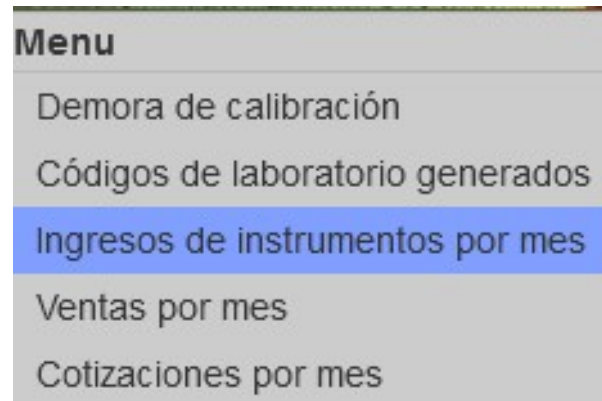 Menu
Demora de calibración
Códigos de laboratorio generados
Ingresos de instrumentos por mes
Ventas por mes
Cotizaciones por mes